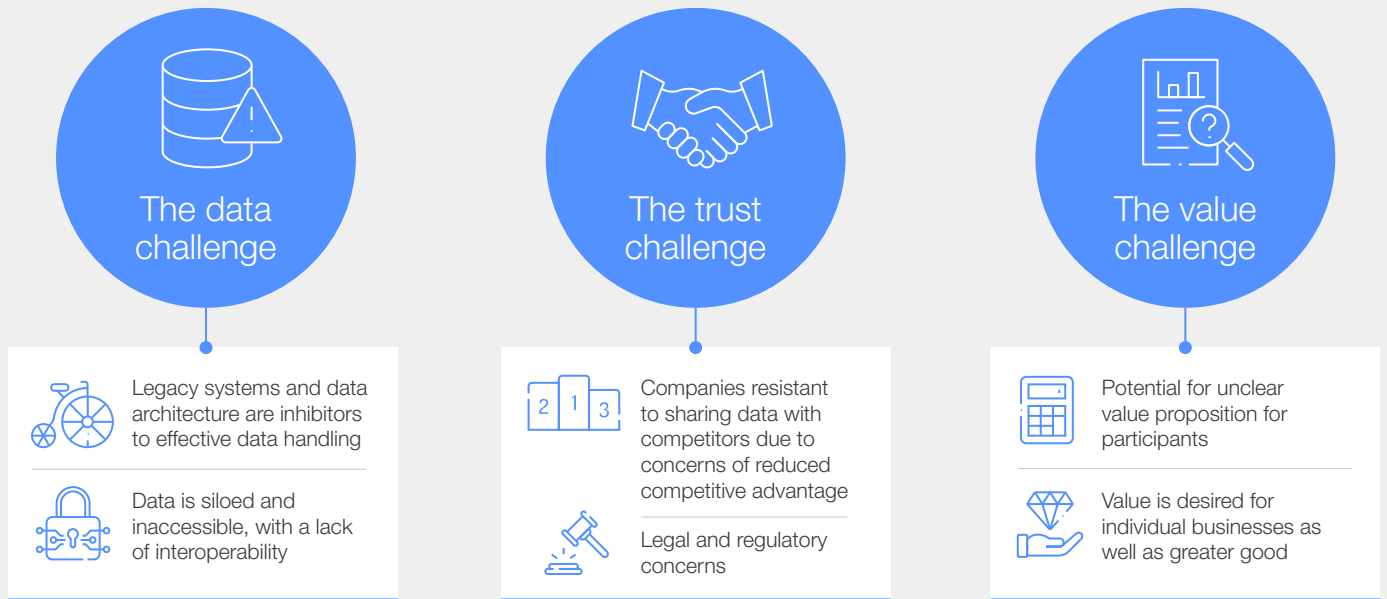 The data
challenge
Legacy systems and data
architecture are inhibitors
to effective data handling
Data is siloed and
inaccessible, with a lack
of interoperability
The trust
challenge
2 1 3
Companies resistant
to sharing data with
competitors due to
concerns of reduced
competitive advantage
Legal and regulatory
concerns
?
The value
challenge
Potential for unclear
value proposition for
participants
Value is desired for
individual businesses as
well as greater good